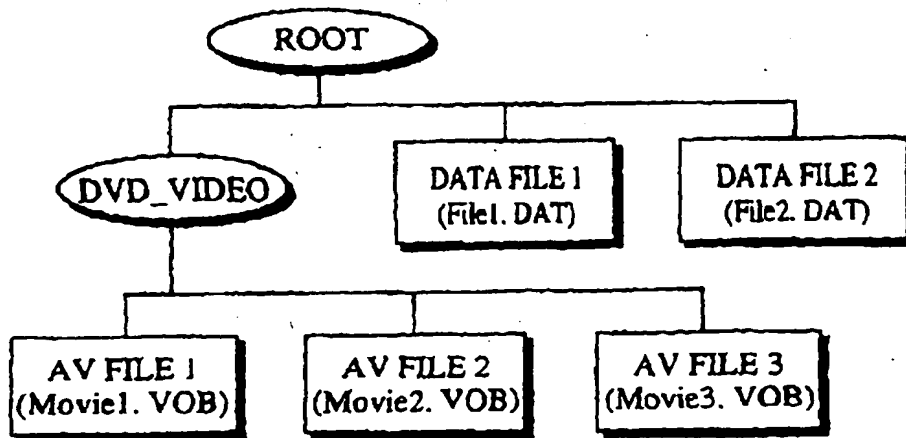 ROOT
DVD_VIDEO
DATA FILE 1
(File1. DAT)
DATA FILE 2
(File2. DAT)
AV FILE 1
(Movie1. VOB)
AV FILE 2
(Movie2. VOB)
AV FILE 3
(Movie3. VOB)